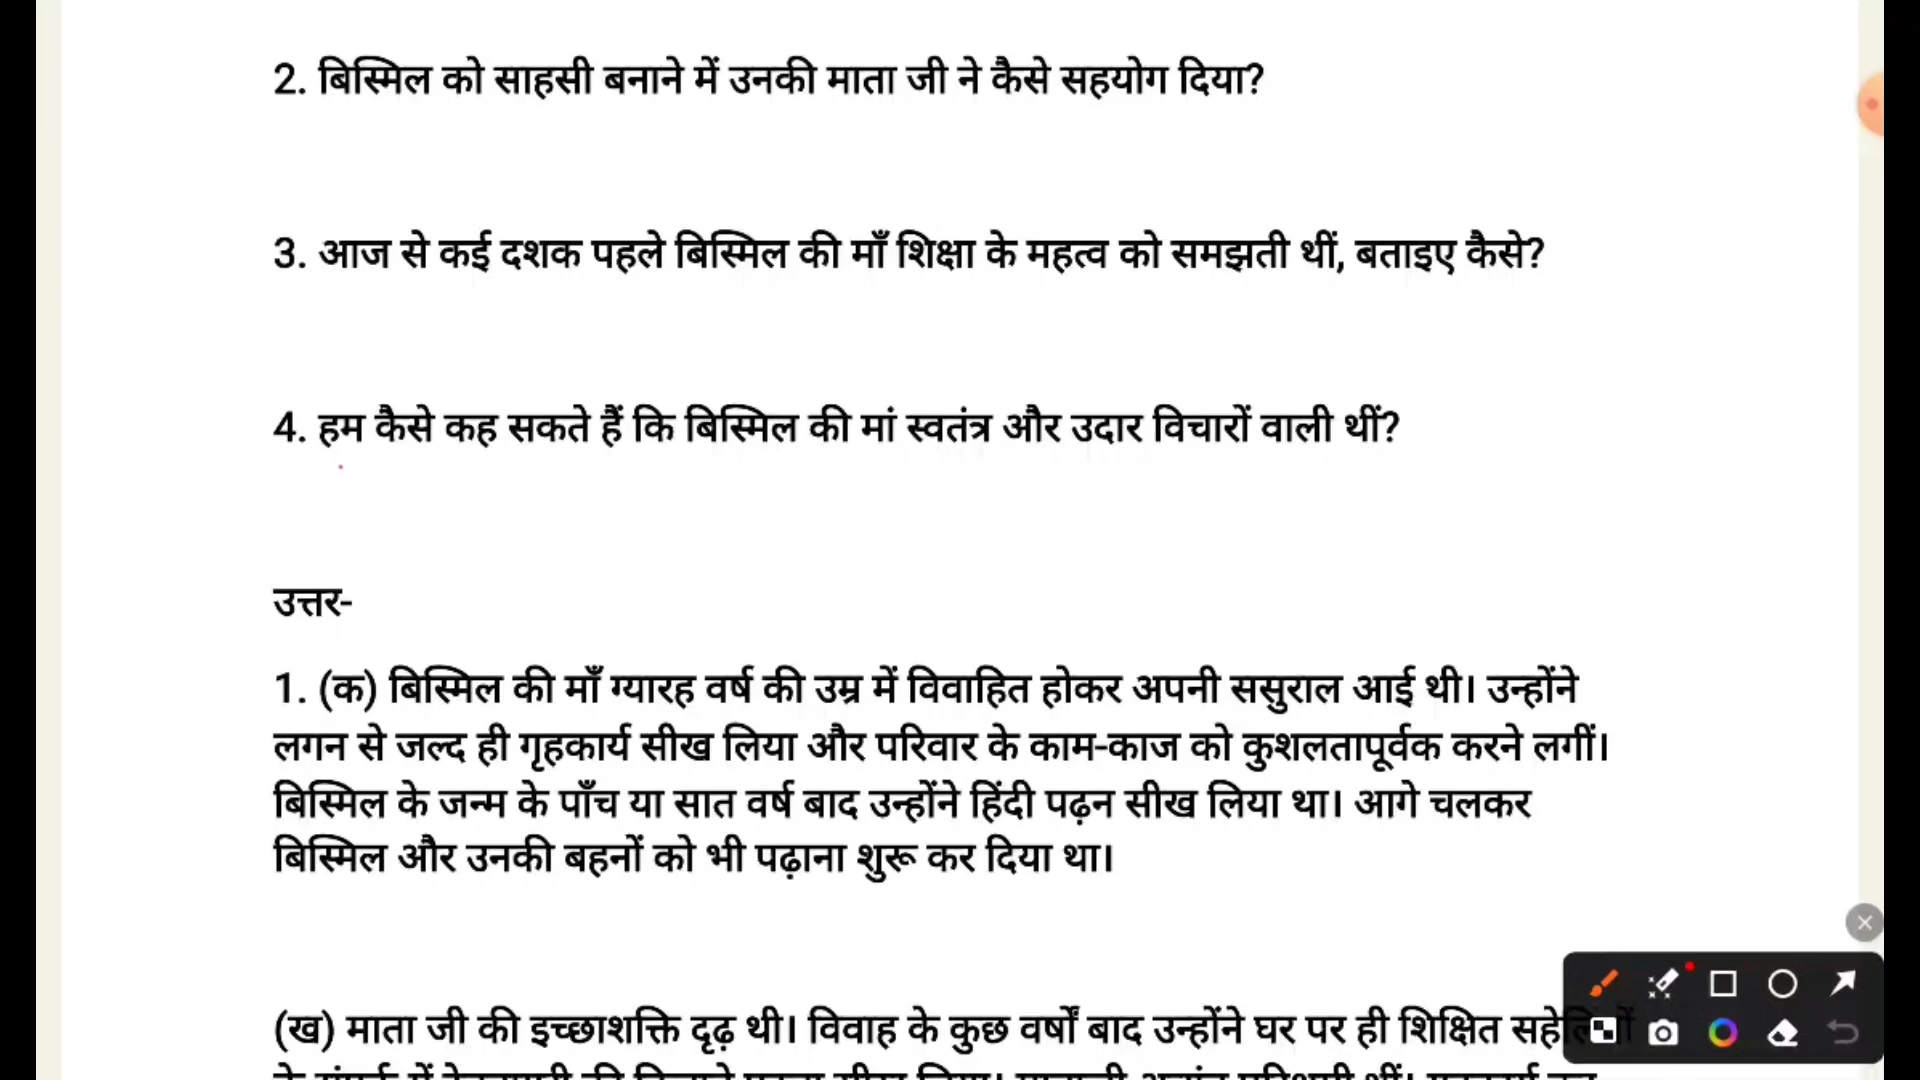 2. बिस्मिल को साहसी बनाने में उनकी माता जी ने कैसे सहयोग दिया?
3. आज से कई दशक पहले बिस्मिल की माँ शिक्षा के महत्व को समझती थीं, बताइए कैसे?
4. हम कैसे कह सकते हैं कि बिस्मिल की मां स्वतंत्र और उदार विचारों वाली थीं?
उत्तर-
1. (क) बिस्मिल की माँ ग्यारह वर्ष की उम्र में विवाहित होकर अपनी ससुराल आई थी। उन्होंने
लगन से जल्द ही गृहकार्य सीख लिया और परिवार के काम-काज को कुशलतापूर्वक करने लगीं।
बिस्मिल के जन्म के पाँच या सात वर्ष बाद उन्होंने हिंदी पढ़न सीख लिया था। आगे चलकर
बिस्मिल और उनकी बहनों को भी पढ़ाना शुरू कर दिया था।
(ख) माता जी की इच्छाशक्ति दृढ़ थी। विवाह के कुछ वर्षों बाद उन्होंने घर पर ही शिक्षित